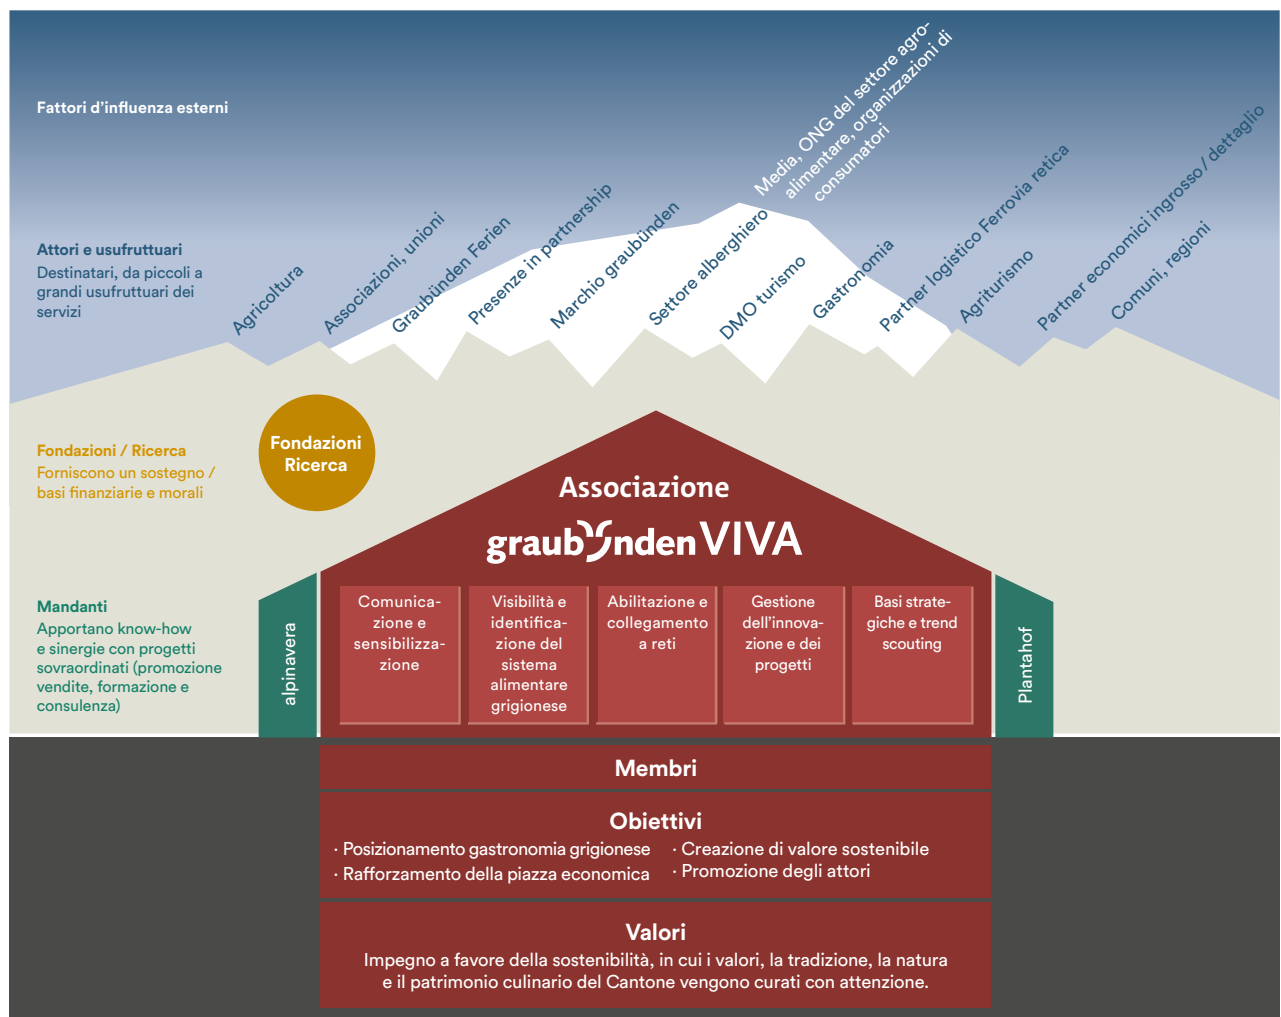 Fattori d'influenza esterni
Media, ONG del settore agro-
alimentare, organizzazioni di
consumatori
Attori e usufruttuari
Destinatari, da piccoli a
grandi usufruttuari dei
servizi
Agricoltura
Associazioni, unioni
Graubünden Ferien
Presenze in partnership
Marchio graubünden
Settore alberghiero
DMO turismo
Gastronomia
Partner logistico Ferrovia retica
Agriturismo
Partner economici ingrosso / dettaglio
Comuni, regioni
Fondazioni / Ricerca
Forniscono un sostegno /
basi finanziarie e morali
Fondazioni
Ricerca
Associazione
graubünden VIVA
Mandanti
Apportano know-how
e sinergie con progetti
sovraordinati (promozione
vendite, formazione e
consulenza)
alpinavera
Comunica-
zione e
sensibilizza-
zione
Visibilità e
identifica-
zione del
sistema
alimentare
grigionese
Abilitazione e
collegamento
a reti
Gestione
dell'innova-
zione e dei
progetti
Basi strate-
giche e trend
scouting
Plantahof
Membri
Obiettivi
· Posizionamento gastronomia grigionese
· Rafforzamento della piazza economica
· Creazione di valore sostenibile
· Promozione degli attori
Valori
Impegno a favore della sostenibilità, in cui i valori, la tradizione, la natura
e il patrimonio culinario del Cantone vengono curati con attenzione.